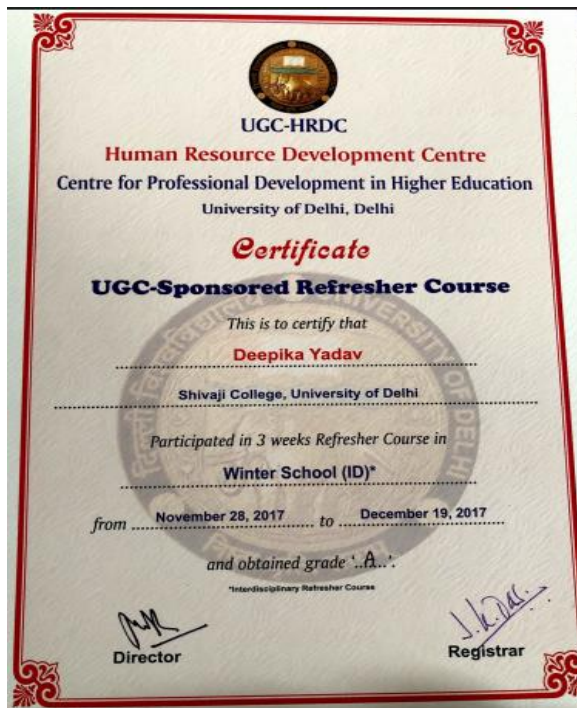 UGC-HRDC
Human Resource Development Centre
Centre for Professional Development in Higher Education
University of Delhi, Delhi
Certificate
UGC-Sponsored Refresher Course
This is to certify that
Deepika Yadav
Shivaji College, University of Delhi
Participated in 3 weeks Refresher Course in
Winter School (ID)*
from November 28, 2017 to December 19, 2017
and obtained grade '..A...'.
*Interdisciplinary Refresher Course
Director Registrar
UNIVERSITY OF DELHI